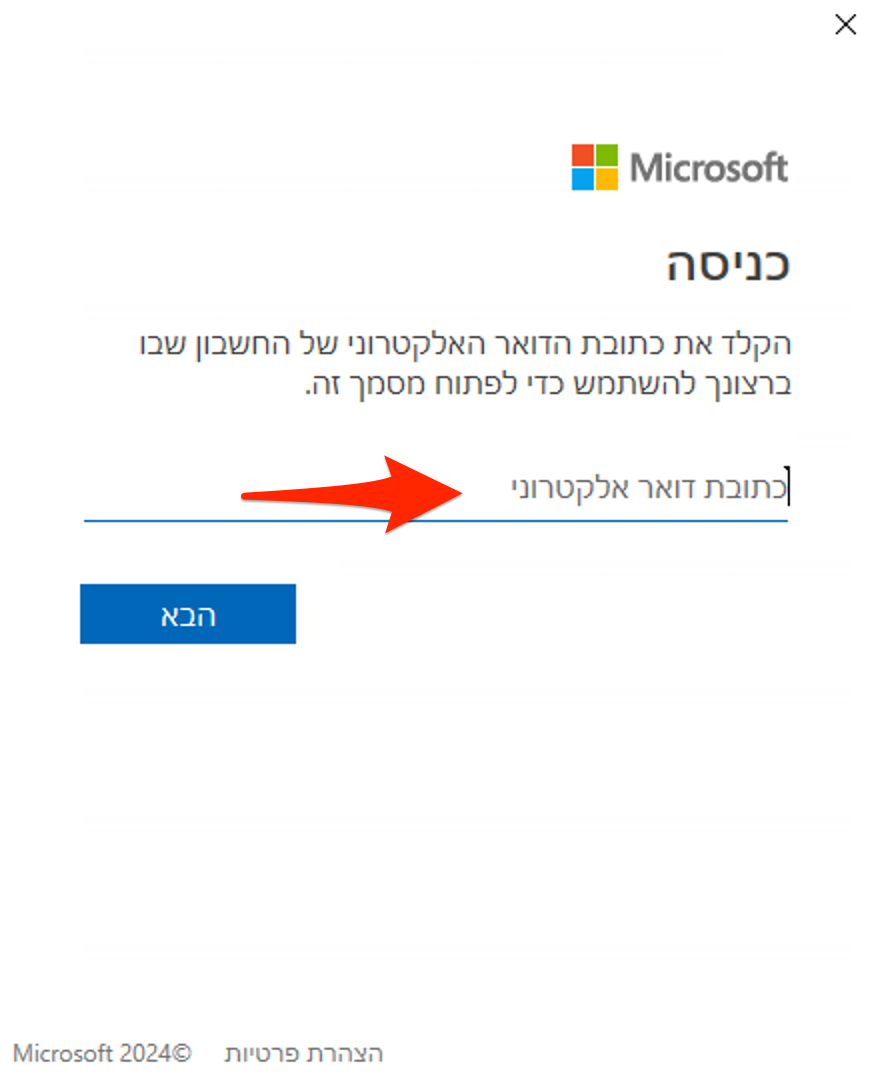 Microsoft
כניסה
הקלד את כתובת הדואר האלקטרוני של החשבון שבו
ברצונך להשתמש כדי לפתוח מסמך זה.
כתובת דואר אלקטרוני
הבא
הצהרת פרטיות
©Microsoft 2024